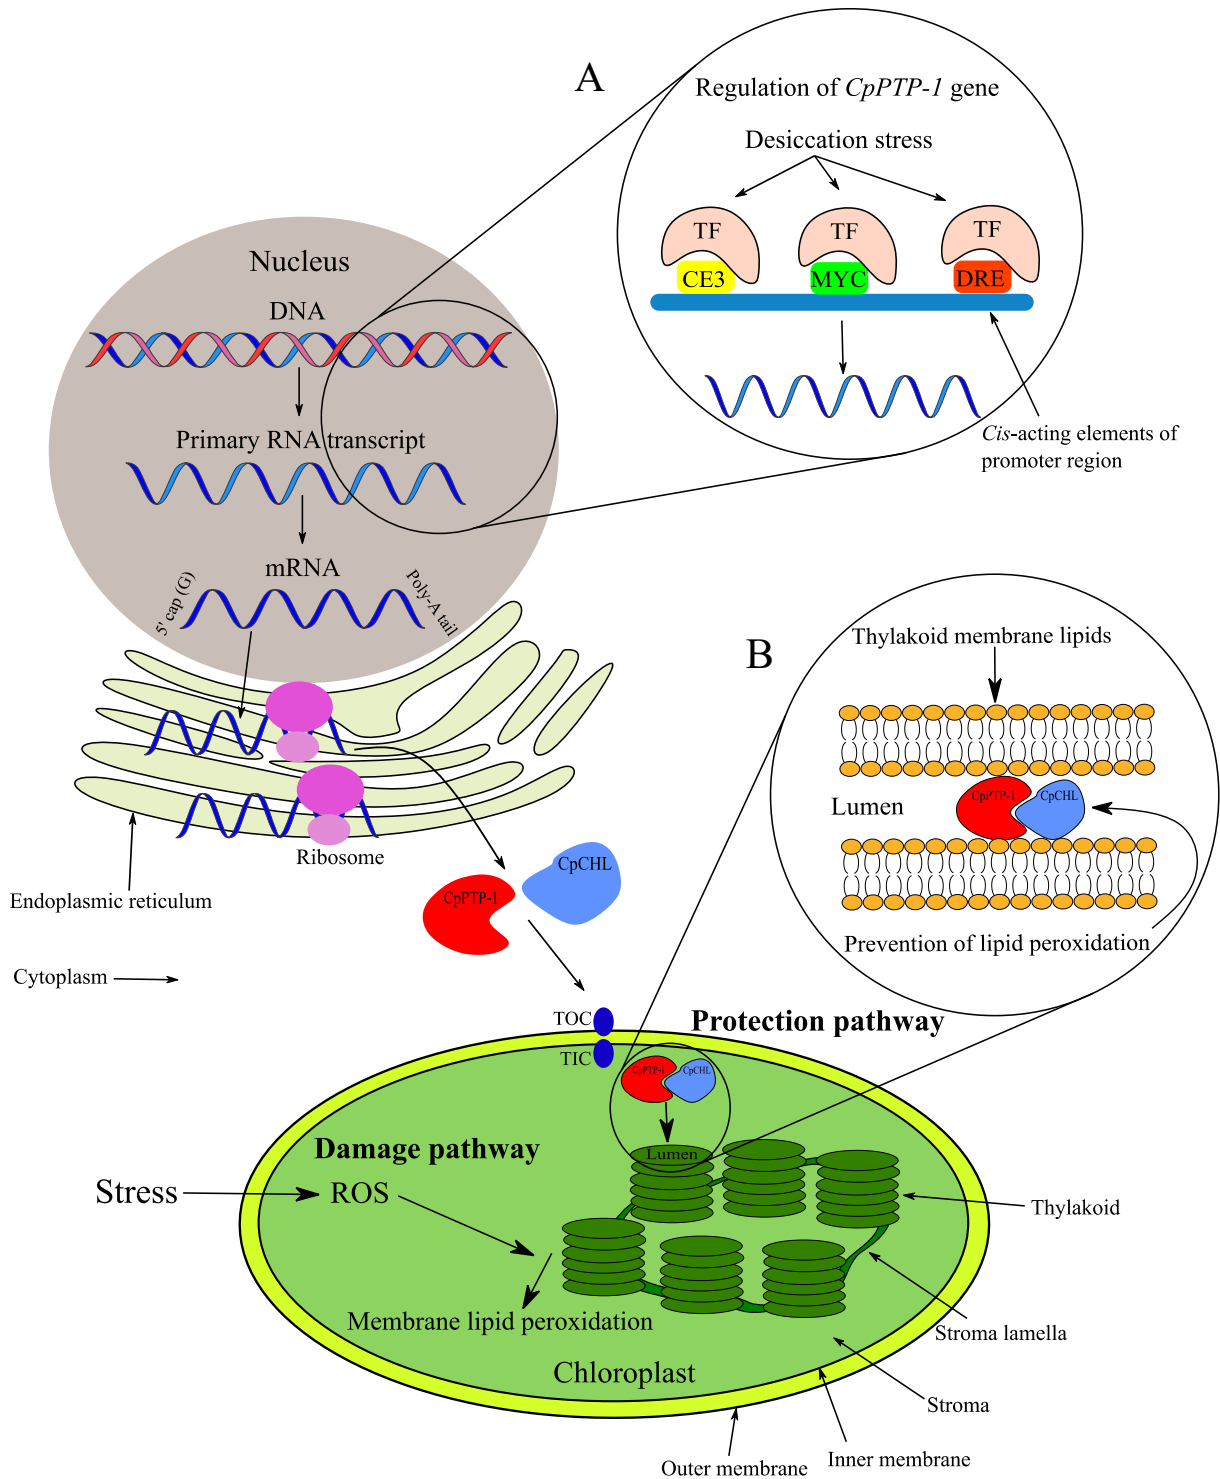 A
Regulation of CpPTP-1 gene
Desiccation stress
TF
TF
TF
CE3
MYC
DRE
Cis-acting elements of
promoter region
Nucleus
DNA
Primary RNA transcript
mRNA
5' cap (G)
Poly-A tail
Ribosome
Endoplasmic reticulum
Cytoplasm
CpPTP-1
CpCHL
B
Thylakoid membrane lipids
CpPTP-1
CpCHL
Lumen
Prevention of lipid peroxidation
TOC
TIC
Protection pathway
CpPTP-1
CpCHL
Lumen
Damage pathway
Stress
ROS
Membrane lipid peroxidation
Chloroplast
Thylakoid
Stroma lamella
Stroma
Inner membrane
Outer membrane